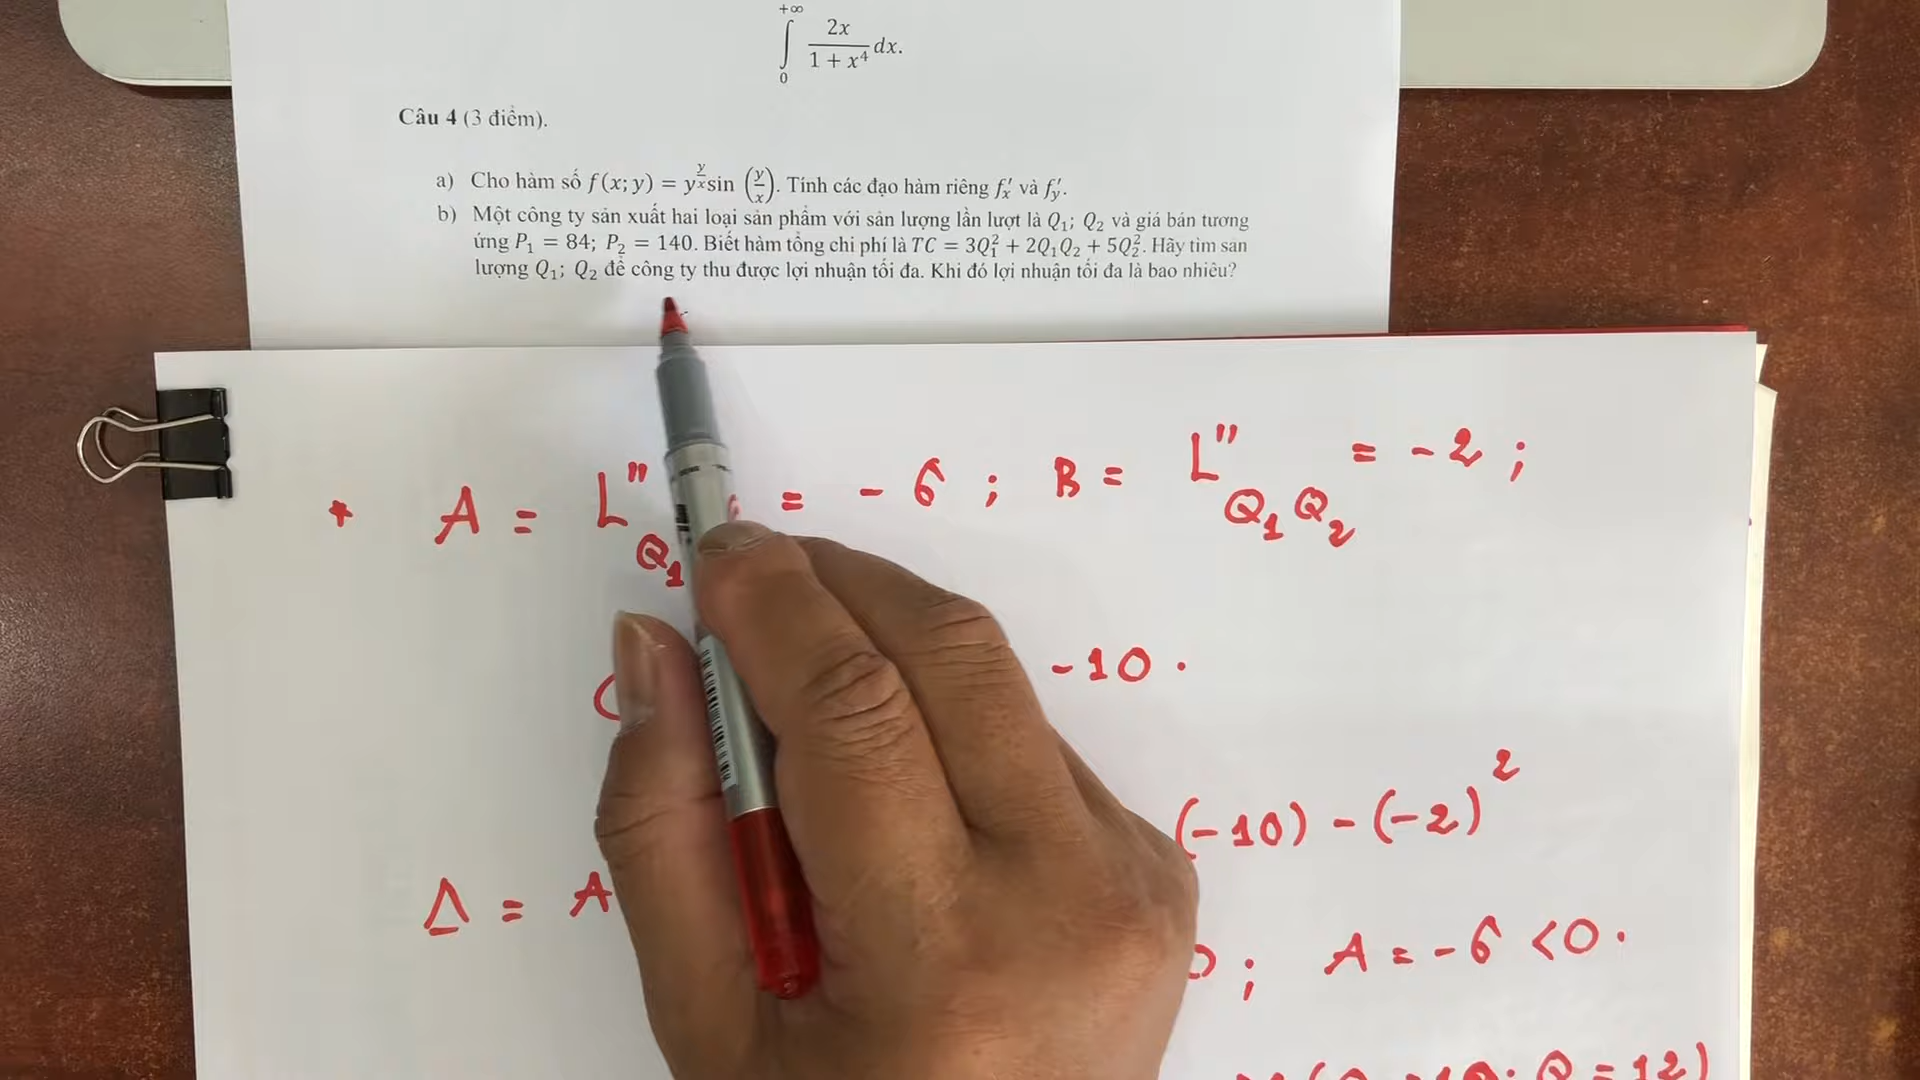 +∞
∫ 2x / (1 + x⁴) dx.
0
Câu 4 (3 điểm).
a) Cho hàm số f(x; y) = y^(y/x) sin (y/x). Tính các đạo hàm riêng f′ₓ và f′ᵧ.
b) Một công ty sản xuất hai loại sản phẩm với sản lượng lần lượt là Q₁; Q₂ và giá bán tương
ứng P₁ = 84; P₂ = 140. Biết hàm tổng chi phí là TC = 3Q₁² + 2Q₁Q₂ + 5Q₂². Hãy tìm sản
lượng Q₁; Q₂ để công ty thu được lợi nhuận tối đa. Khi đó lợi nhuận tối đa là bao nhiêu?
* A = L″ Q₁ = - 6 ; B = L″ Q₁Q₂ = - 2 ;
-10 .
Δ = A (-10) - (-2)²
; A = - 6 < 0 .
= 12)